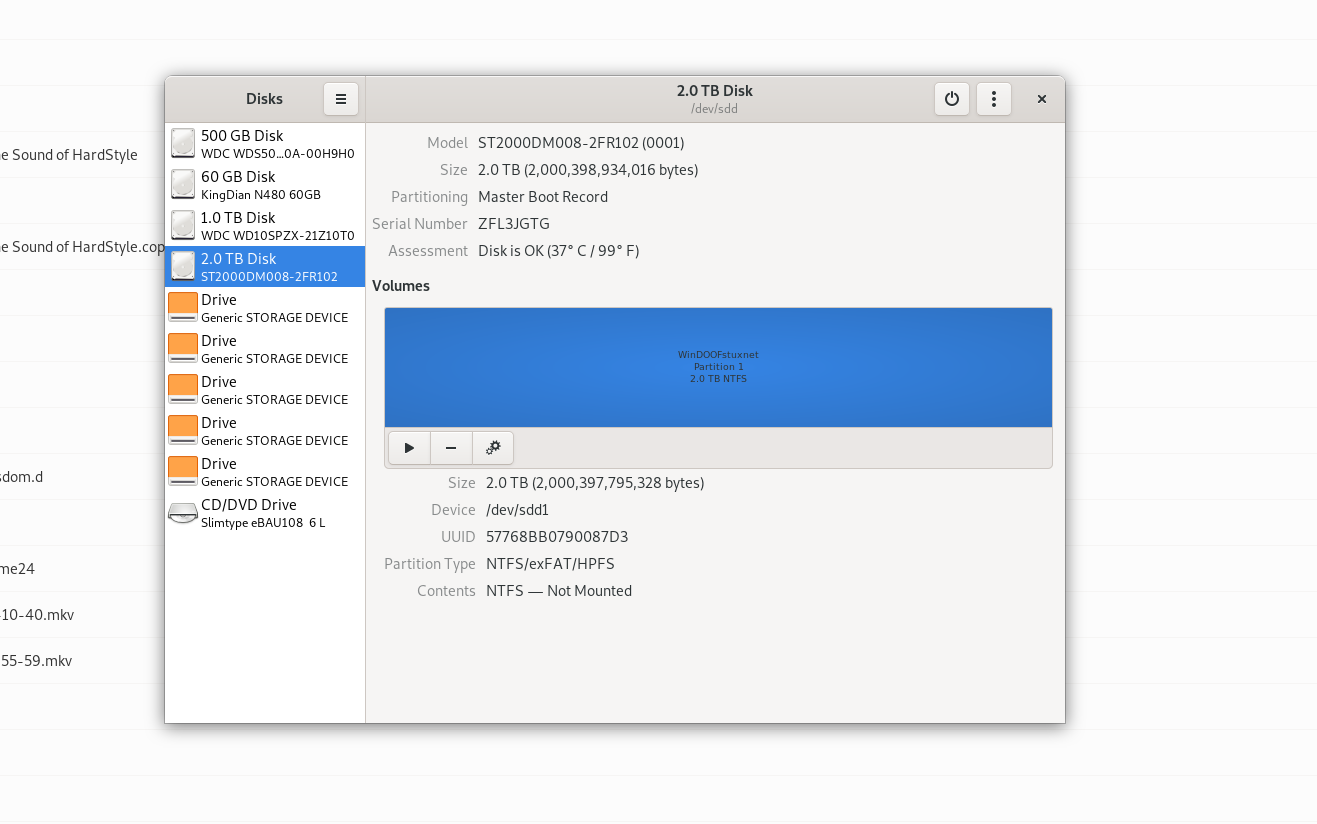 Disks
2.0 TB Disk
/dev/sdd
500 GB Disk
WDC WDS50...0A-00H9H0
60 GB Disk
KingDian N480 60GB
1.0 TB Disk
WDC WD10SPZX-21Z10T0
2.0 TB Disk
ST2000DM008-2FR102
Drive
Generic STORAGE DEVICE
Drive
Generic STORAGE DEVICE
Drive
Generic STORAGE DEVICE
Drive
Generic STORAGE DEVICE
Drive
Generic STORAGE DEVICE
CD/DVD Drive
Slimtype eBAU108 6 L
Model ST2000DM008-2FR102 (0001)
Size 2.0 TB (2,000,398,934,016 bytes)
Partitioning Master Boot Record
Serial Number ZFL3JGTG
Assessment Disk is OK (37° C / 99° F)
Volumes
WinDOOFstuxnet
Partition 1
2.0 TB NTFS
Size 2.0 TB (2,000,397,795,328 bytes)
Device /dev/sdd1
UUID 57768BB0790087D3
Partition Type NTFS/exFAT/HPFS
Contents NTFS — Not Mounted
e Sound of HardStyle
e Sound of HardStyle.cop
sdom.d
me24
-10-40.mkv
55-59.mkv